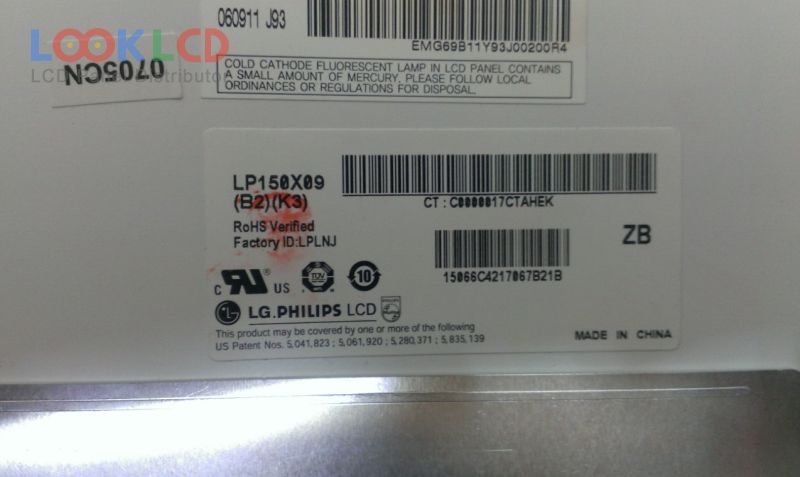 060911 J93
EMG69B11Y93J00200R4
LOOKLCD
COLD CATHODE FLUORESCENT LAMP IN LCD PANEL CONTAINS
A SMALL AMOUNT OF MERCURY. PLEASE FOLLOW LOCAL
ORDINANCES OR REGULATIONS FOR DISPOSAL.
0705CN
LP150X09
(B2)(K3)
CT : C0000017CTAHEK
RoHS Verified
Factory ID:LPLNJ
ZB
15066C4217067B21B
C RU ® US TÜV 10
LG.PHILIPS LCD
This product may be covered by one or more of the following
US Patent Nos. 5,041,823 ; 5,061,920 ; 5,280,371 ; 5,835,139
MADE IN CHINA